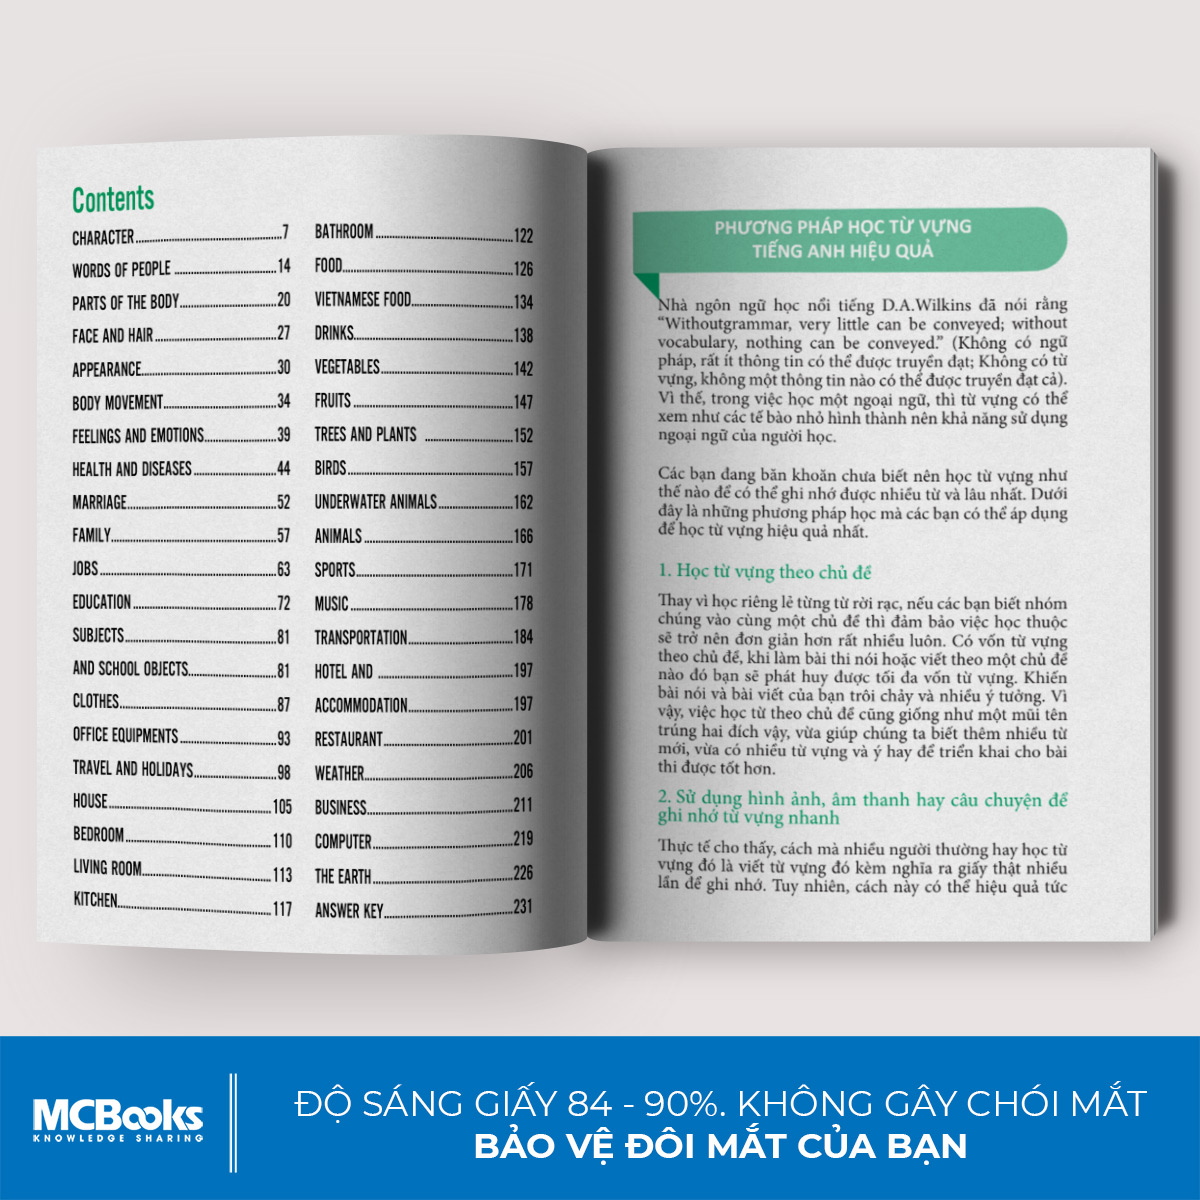 Contents
CHARACTER 7
WORDS OF PEOPLE 14
PARTS OF THE BODY 20
FACE AND HAIR 27
APPEARANCE 30
BODY MOVEMENT 34
FEELINGS AND EMOTIONS 39
HEALTH AND DISEASES 44
MARRIAGE 52
FAMILY 57
JOBS 63
EDUCATION 72
SUBJECTS 81
AND SCHOOL OBJECTS 81
CLOTHES 87
OFFICE EQUIPMENTS 93
TRAVEL AND HOLIDAYS 98
HOUSE 105
BEDROOM 110
LIVING ROOM 113
KITCHEN 117
BATHROOM 122
FOOD 126
VIETNAMESE FOOD 134
DRINKS 138
VEGETABLES 142
FRUITS 147
TREES AND PLANTS 152
BIRDS 157
UNDERWATER ANIMALS 162
ANIMALS 166
SPORTS 171
MUSIC 178
TRANSPORTATION 184
HOTEL AND 197
ACCOMMODATION 197
RESTAURANT 201
WEATHER 206
BUSINESS 211
COMPUTER 219
THE EARTH 226
ANSWER KEY 231
PHƯƠNG PHÁP HỌC TỪ VỰNG
TIẾNG ANH HIỆU QUẢ
Nhà ngôn ngữ học nổi tiếng D.A.Wilkins đã nói rằng
“Withoutgrammar, very little can be conveyed; without
vocabulary, nothing can be conveyed.” (Không có ngữ
pháp, rất ít thông tin có thể được truyền đạt; Không có từ
vựng, không một thông tin nào có thể được truyền đạt cả).
Vì thế, trong việc học một ngoại ngữ, thì từ vựng có thể
xem như các tế bào nhỏ hình thành nên khả năng sử dụng
ngoại ngữ của người học.
Các bạn đang băn khoăn chưa biết nên học từ vựng như
thế nào để có thể ghi nhớ được nhiều từ và lâu nhất. Dưới
đây là những phương pháp học mà các bạn có thể áp dụng
để học từ vựng hiệu quả nhất.
1. Học từ vựng theo chủ đề
Thay vì học riêng lẻ từng từ rời rạc, nếu các bạn biết nhóm
chúng vào cùng một chủ đề thì đảm bảo việc học thuộc
sẽ trở nên đơn giản hơn rất nhiều luôn. Có vốn từ vựng
theo chủ đề, khi làm bài thi nói hoặc viết theo một chủ đề
nào đó bạn sẽ phát huy được tối đa vốn từ vựng. Khiến
bài nói và bài viết của bạn trôi chảy và nhiều ý tưởng. Vì
vậy, việc học từ theo chủ đề cũng giống như một mũi tên
trúng hai đích vậy, vừa giúp chúng ta biết thêm nhiều từ
mới, vừa có nhiều từ vựng và ý hay để triển khai cho bài
thi được tốt hơn.
2. Sử dụng hình ảnh, âm thanh hay câu chuyện để
ghi nhớ từ vựng nhanh
Thực tế cho thấy, cách mà nhiều người thường hay học từ
vựng đó là viết từ vựng đó kèm nghĩa ra giấy thật nhiều
lần để ghi nhớ. Tuy nhiên, cách này có thể hiệu quả tức
MCBooks
KNOWLEDGE SHARING
ĐỘ SÁNG GIẤY 84 - 90%. KHÔNG GÂY CHÓI MẮT
BẢO VỆ ĐÔI MẮT CỦA BẠN